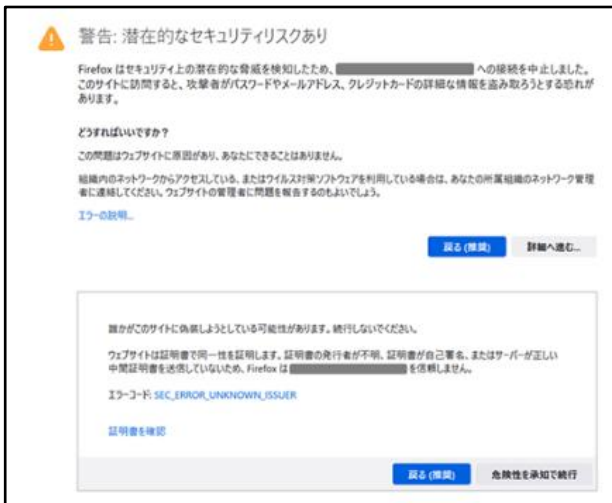 警告: 潜在的なセキュリティリスクあり
Firefox はセキュリティ上の潜在的な脅威を検知したため、 への接続を中止しました。
このサイトに訪問すると、攻撃者がパスワードやメールアドレス、クレジットカードの詳細な情報を盗み取ろうとする恐れが
あります。
どうすればいいですか？
この問題はウェブサイトに原因があり、あなたにできることはありません。
組織内のネットワークからアクセスしている、またはウイルス対策ソフトウェアを利用している場合は、あなたの所属組織のネットワーク管理
者に連絡してください。ウェブサイトの管理者に問題を報告するのもよいでしょう。
エラーの説明...
戻る (推奨) 詳細へ進む...
誰かがこのサイトに偽装しようとしている可能性があります。続行しないでください。
ウェブサイトは証明書で同一性を証明します。証明書の発行者が不明、証明書が自己署名、またはサーバーが正しい
中間証明書を送信していないため、Firefox は を信頼しません。
エラーコード: SEC_ERROR_UNKNOWN_ISSUER
証明書を確認
戻る (推奨) 危険性を承知で続行